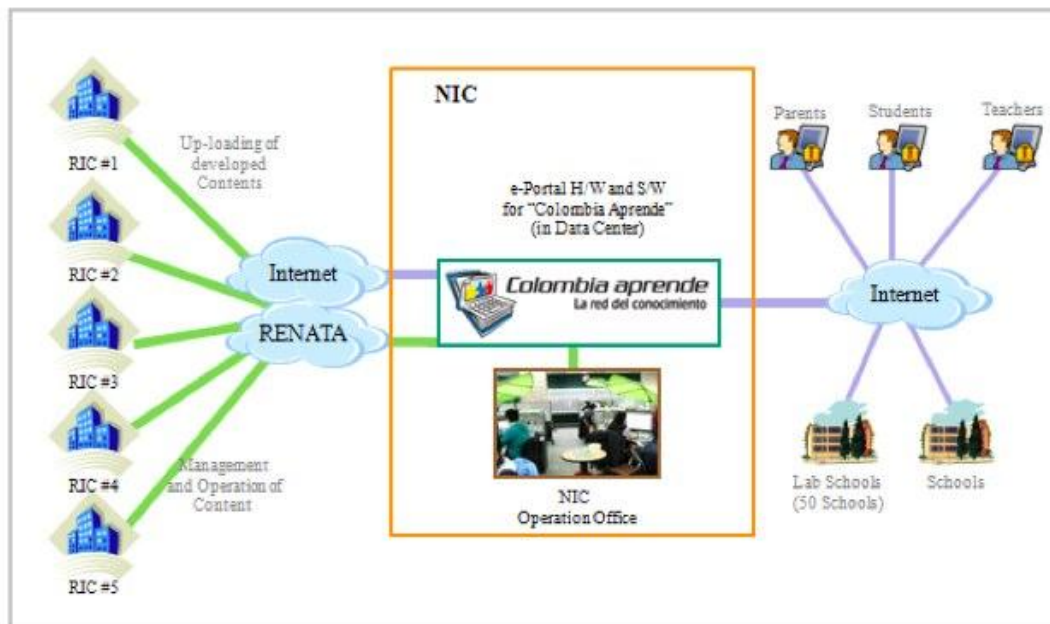 NIC
RIC #1
Up-loading of
developed
Contents
RIC #2
RIC #3
RIC #4
RIC #5
Management
and Operation of
Content
Internet
RENATA
e-Portal H/W and S/W
for “Colombia Aprende”
(in Data Center)
Colombia aprende
La red del conocimiento
NIC
Operation Office
Parents
Students
Teachers
Internet
Lab Schools
(50 Schools)
Schools